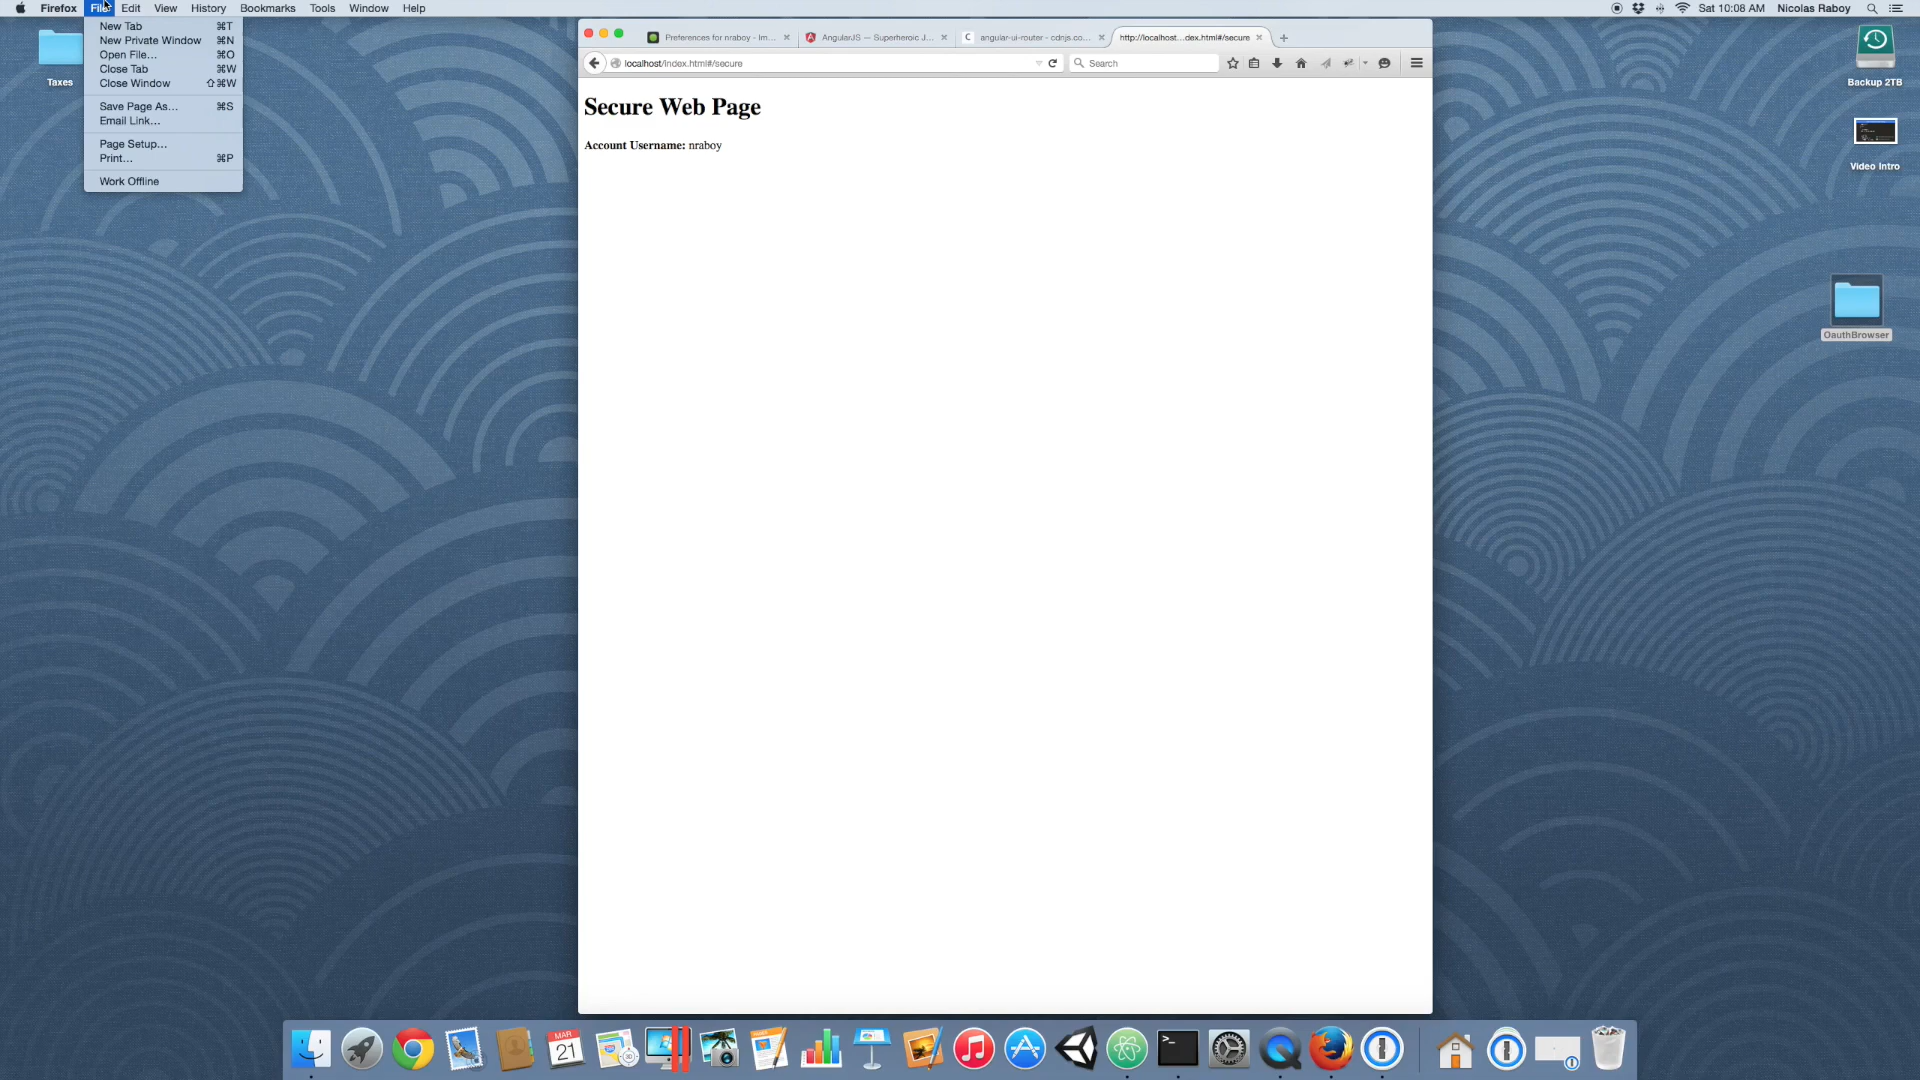 Firefox File Edit View History Bookmarks Tools Window Help
Sat 10:08 AM Nicolas Raboy
New Tab ⌘T
New Private Window ⌘N
Open File... ⌘O
Close Tab ⌘W
Close Window ⇧⌘W
Save Page As... ⌘S
Email Link...
Page Setup...
Print... ⌘P
Work Offline
Taxes
Preferences for nraboy - Im...
AngularJS — Superheroic J...
angular-ui-router - cdnjs.co...
http://localhost...dex.html#/secure
localhost/index.html#/secure
Search
Secure Web Page
Account Username: nraboy
Backup 2TB
Video Intro
OauthBrowser
MAR
21